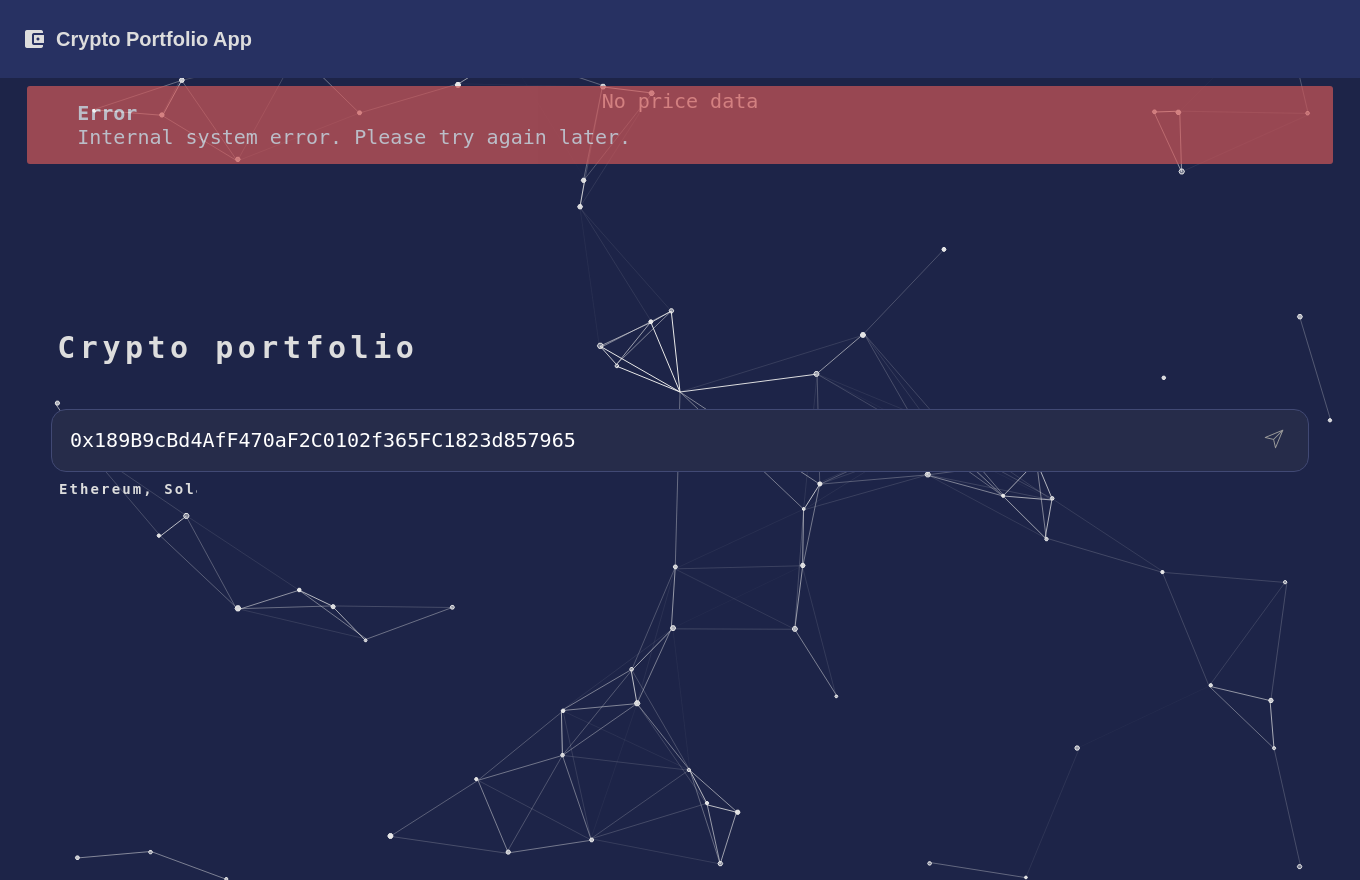 Crypto Portfolio App
No price data
Error
Internal system error. Please try again later.
Crypto portfolio
0x189B9cBd4AfF470aF2C0102f365FC1823d857965
Ethereum, Sol